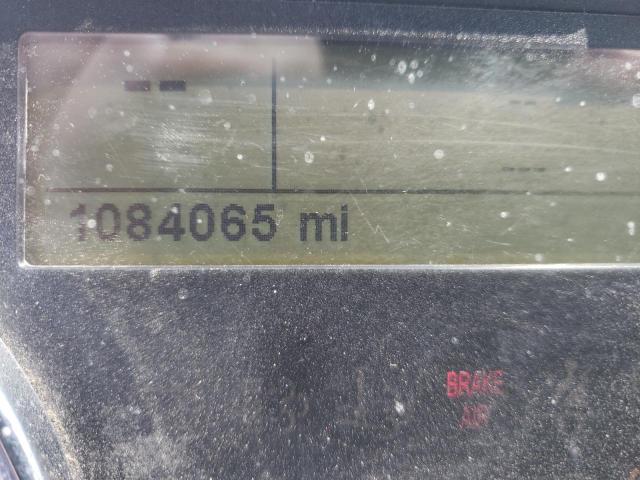 --
--
---
1084065 mi
BRAKE
AIR